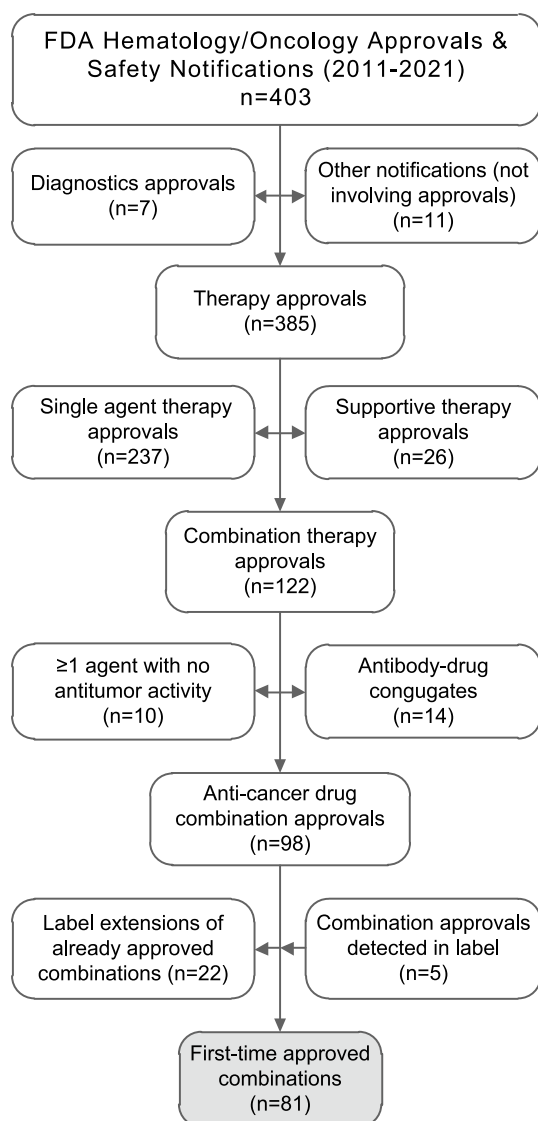 FDA Hematology/Oncology Approvals &
Safety Notifications (2011-2021)
n=403
Diagnostics approvals
(n=7)
Other notifications (not
involving approvals)
(n=11)
Therapy approvals
(n=385)
Single agent therapy
approvals
(n=237)
Supportive therapy
approvals
(n=26)
Combination therapy
approvals
(n=122)
≥1 agent with no
antitumor activity
(n=10)
Antibody-drug
congugates
(n=14)
Anti-cancer drug
combination approvals
(n=98)
Label extensions of
already approved
combinations (n=22)
Combination approvals
detected in label
(n=5)
First-time approved
combinations
(n=81)